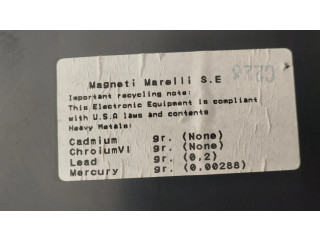 Magneti Marelli S.E
Important recycling note:
This Electronic Equipment is compliant
with U.S.A laws and contents
Heavy Metals:
Cadmium gr. (None)
ChroiumVI gr. (None)
Lead gr. (0,2)
Mercury gr. (0,00288)